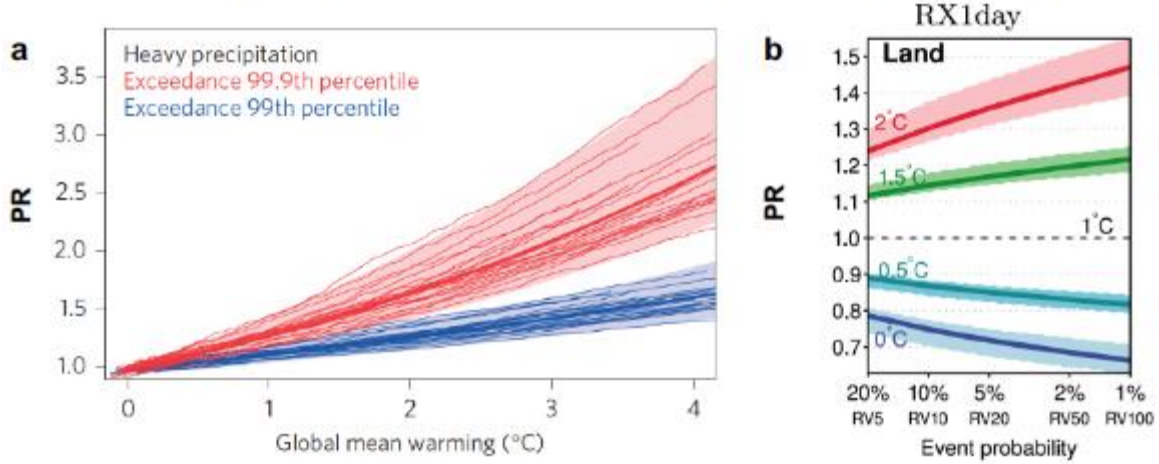 a
Heavy precipitation
Exceedance 99.9th percentile
Exceedance 99th percentile
PR
3.5
3.0
2.5
2.0
1.5
1.0
0 1 2 3 4
Global mean warming (°C)
RX1day
b
Land
PR
1.5
1.4
1.3
1.2
1.1
1.0
0.9
0.8
0.7
2°C
1.5°C
1°C
0.5°C
0°C
20% 10% 5% 2% 1%
RV5 RV10 RV20 RV50 RV100
Event probability